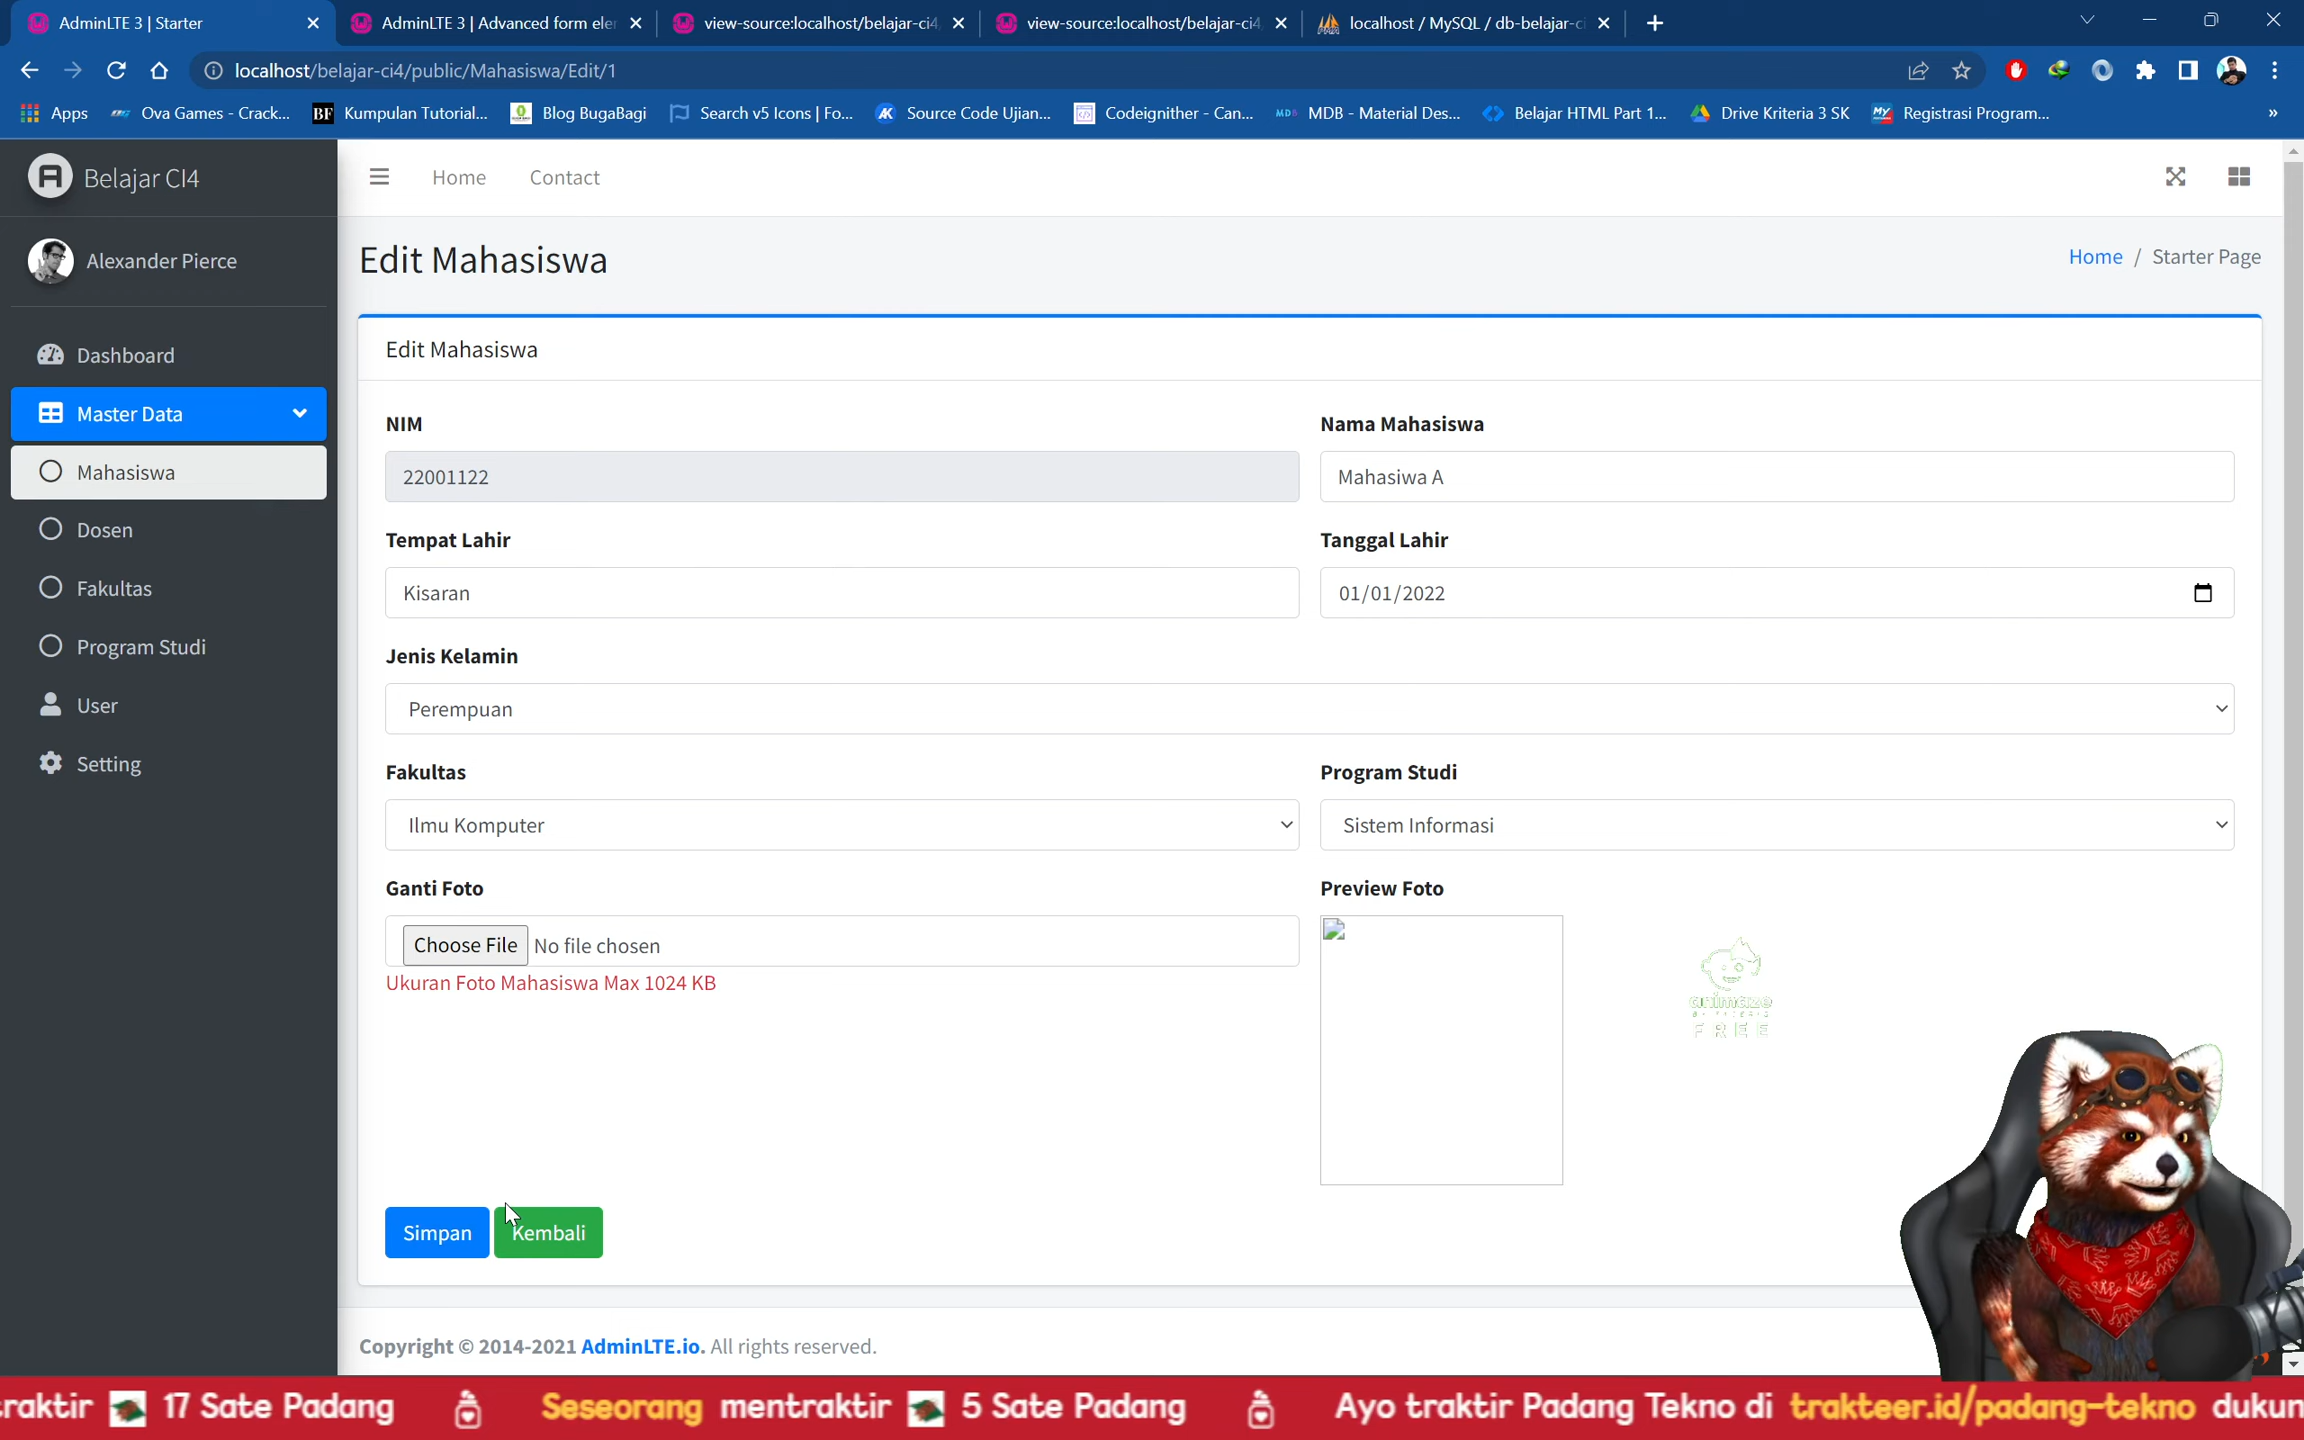 AdminLTE 3 | Starter
AdminLTE 3 | Advanced form eler
view-source:localhost/belajar-ci4
view-source:localhost/belajar-ci4
localhost / MySQL / db-belajar-ci
localhost/belajar-ci4/public/Mahasiswa/Edit/1
Apps
Ova Games - Crack...
BF Kumpulan Tutorial...
Blog BugaBagi
Search v5 Icons | Fo...
Source Code Ujian...
Codeignither - Can...
MDB - Material Des...
Belajar HTML Part 1...
Drive Kriteria 3 SK
Registrasi Program...
»
Belajar CI4
Home
Contact
Alexander Pierce
Edit Mahasiswa
Home / Starter Page
Dashboard
Master Data
Mahasiswa
Dosen
Fakultas
Program Studi
User
Setting
Edit Mahasiswa
NIM
22001122
Nama Mahasiswa
Mahasiwa A
Tempat Lahir
Kisaran
Tanggal Lahir
01/01/2022
Jenis Kelamin
Perempuan
Fakultas
Ilmu Komputer
Program Studi
Sistem Informasi
Ganti Foto
Choose File No file chosen
Ukuran Foto Mahasiswa Max 1024 KB
Preview Foto
animaze
FREE
Simpan
Kembali
Copyright © 2014-2021 AdminLTE.io. All rights reserved.
raktir 17 Sate Padang Seseorang mentraktir 5 Sate Padang Ayo traktir Padang Tekno di trakteer.id/padang-tekno dukun